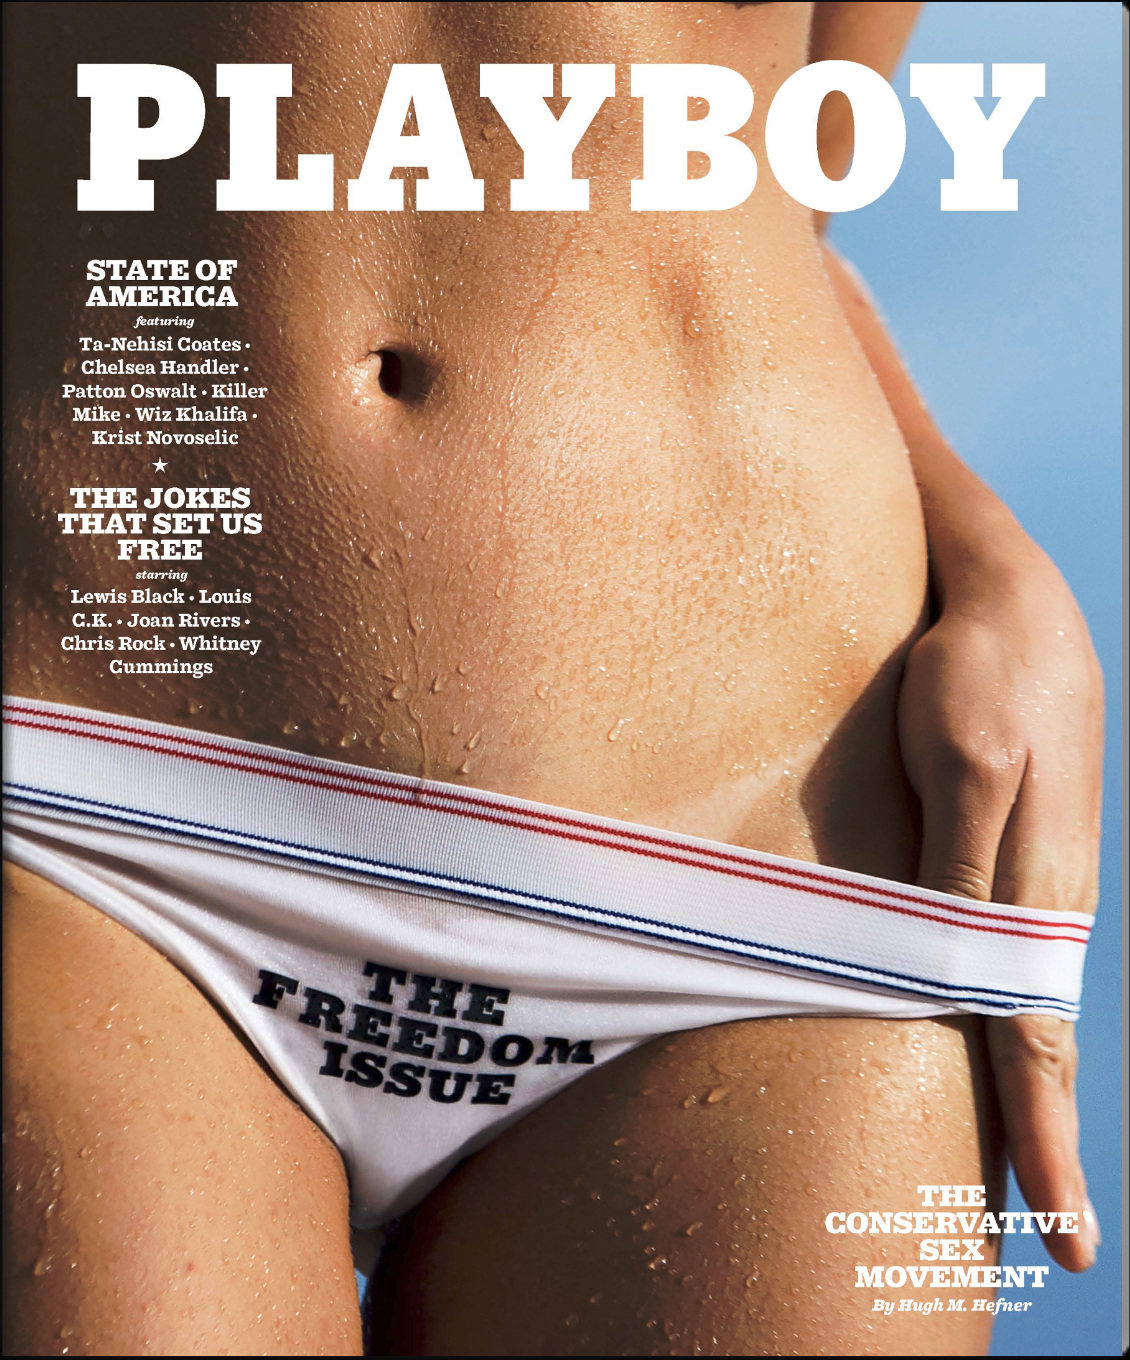 PLAYBOY
STATE OF
AMERICA
featuring
Ta-Nehisi Coates •
Chelsea Handler •
Patton Oswalt • Killer
Mike • Wiz Khalifa •
Krist Novoselic
★
THE JOKES
THAT SET US
FREE
starring
Lewis Black • Louis
C.K. • Joan Rivers •
Chris Rock • Whitney
Cummings
THE
FREEDOM
ISSUE
THE
CONSERVATIVE
SEX
MOVEMENT
By Hugh M. Hefner